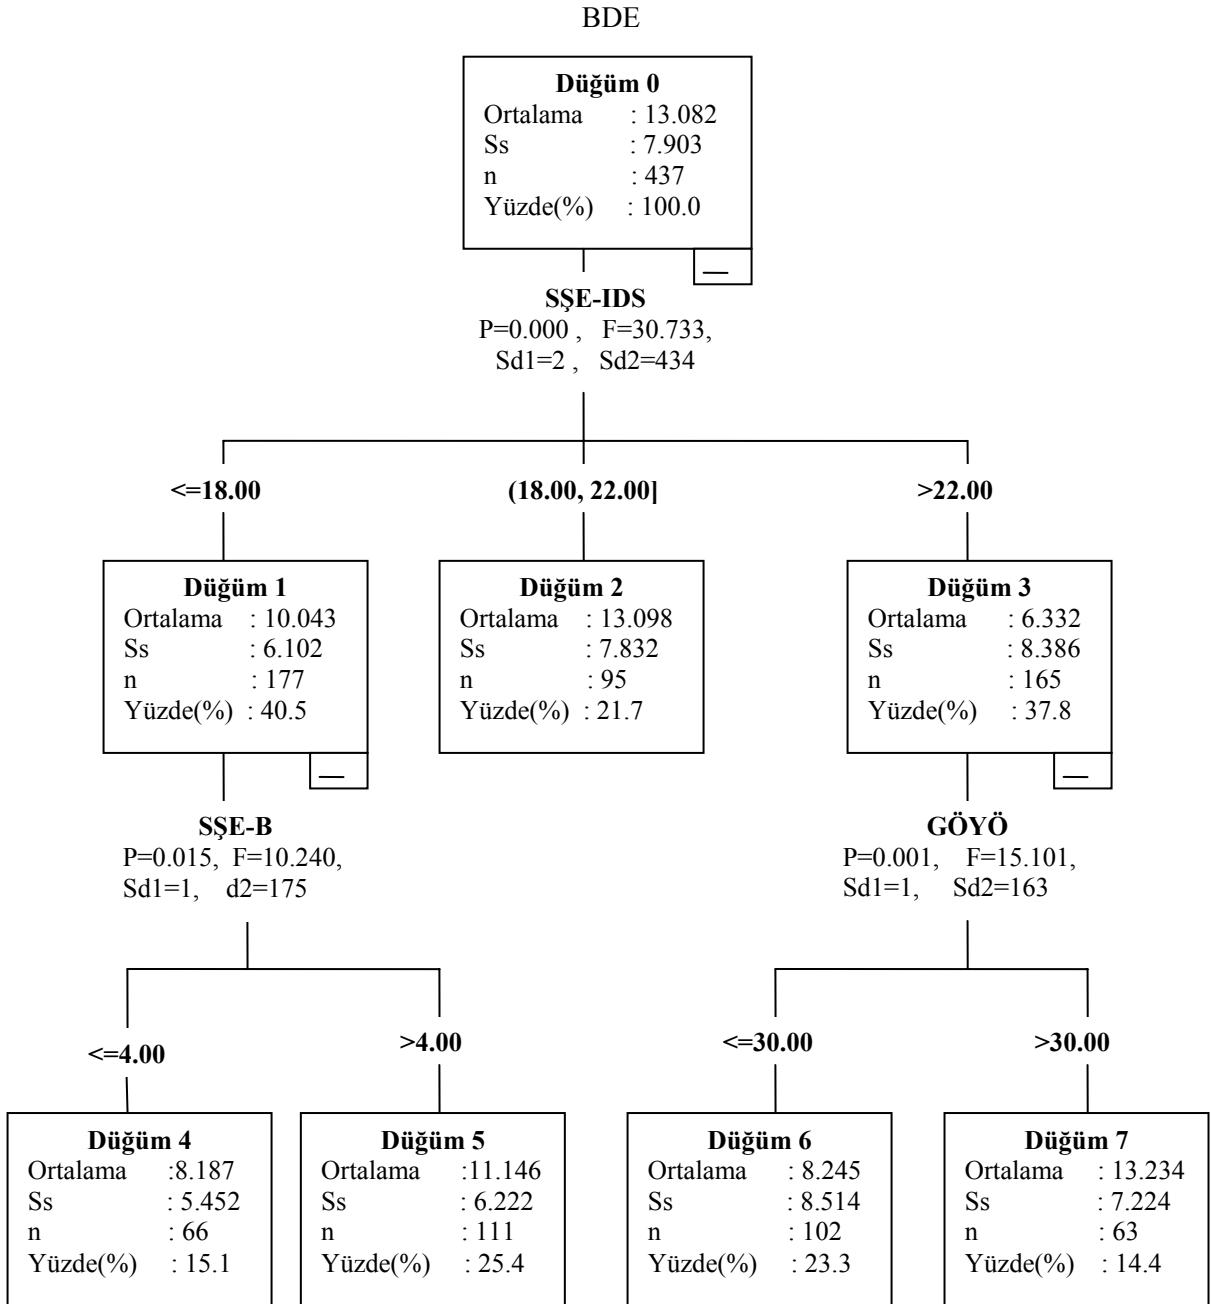 BDE
Düğüm 0
Ortalama : 13.082
Ss : 7.903
n : 437
Yüzde(%) : 100.0
SŞE-IDS
P=0.000 , F=30.733,
Sd1=2 , Sd2=434
<=18.00
(18.00, 22.00]
>22.00
Düğüm 1
Ortalama : 10.043
Ss : 6.102
n : 177
Yüzde(%) : 40.5
Düğüm 2
Ortalama : 13.098
Ss : 7.832
n : 95
Yüzde(%) : 21.7
Düğüm 3
Ortalama : 6.332
Ss : 8.386
n : 165
Yüzde(%) : 37.8
SŞE-B
P=0.015, F=10.240,
Sd1=1, d2=175
GÖYÖ
P=0.001, F=15.101,
Sd1=1, Sd2=163
<=4.00
>4.00
<=30.00
>30.00
Düğüm 4
Ortalama :8.187
Ss : 5.452
n : 66
Yüzde(%) : 15.1
Düğüm 5
Ortalama :11.146
Ss : 6.222
n : 111
Yüzde(%) : 25.4
Düğüm 6
Ortalama : 8.245
Ss : 8.514
n : 102
Yüzde(%) : 23.3
Düğüm 7
Ortalama : 13.234
Ss : 7.224
n : 63
Yüzde(%) : 14.4